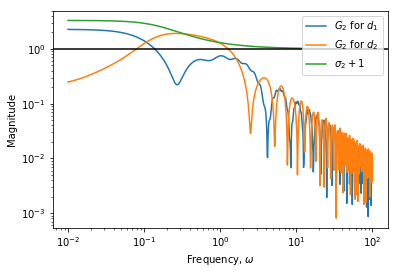 G₂ for d₁
G₂ for d₂
σ₂ + 1
Magnitude
10¹
10⁰
10⁻¹
10⁻²
10⁻³
10⁻²
10⁻¹
10⁰
10¹
10²
Frequency, ω